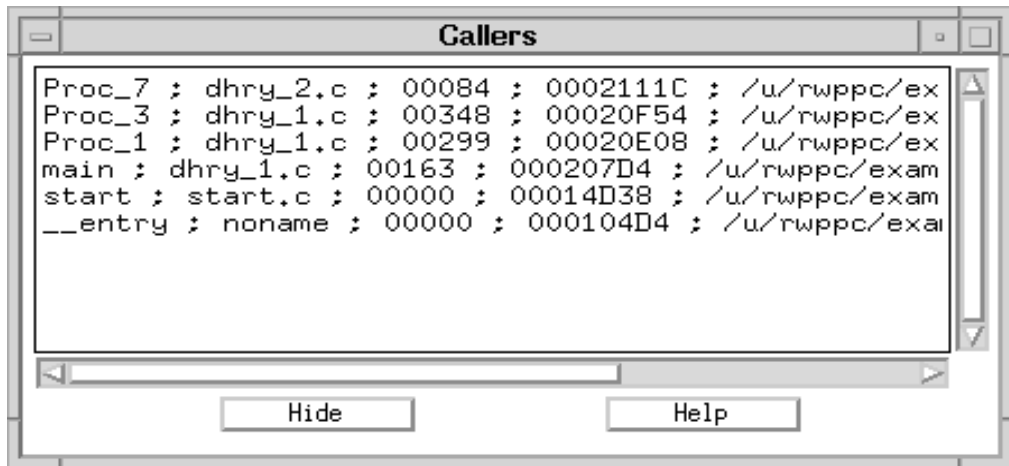 Callers
Proc_7 ; dhry_2.c ; 00084 ; 0002111C ; /u/rwppc/ex
Proc_3 ; dhry_1.c ; 00348 ; 00020F54 ; /u/rwppc/ex
Proc_1 ; dhry_1.c ; 00299 ; 00020E08 ; /u/rwppc/ex
main ; dhry_1.c ; 00163 ; 000207D4 ; /u/rwppc/exam
start ; start.c ; 00000 ; 00014D38 ; /u/rwppc/exam
__entry ; noname ; 00000 ; 000104D4 ; /u/rwppc/exa
Hide Help